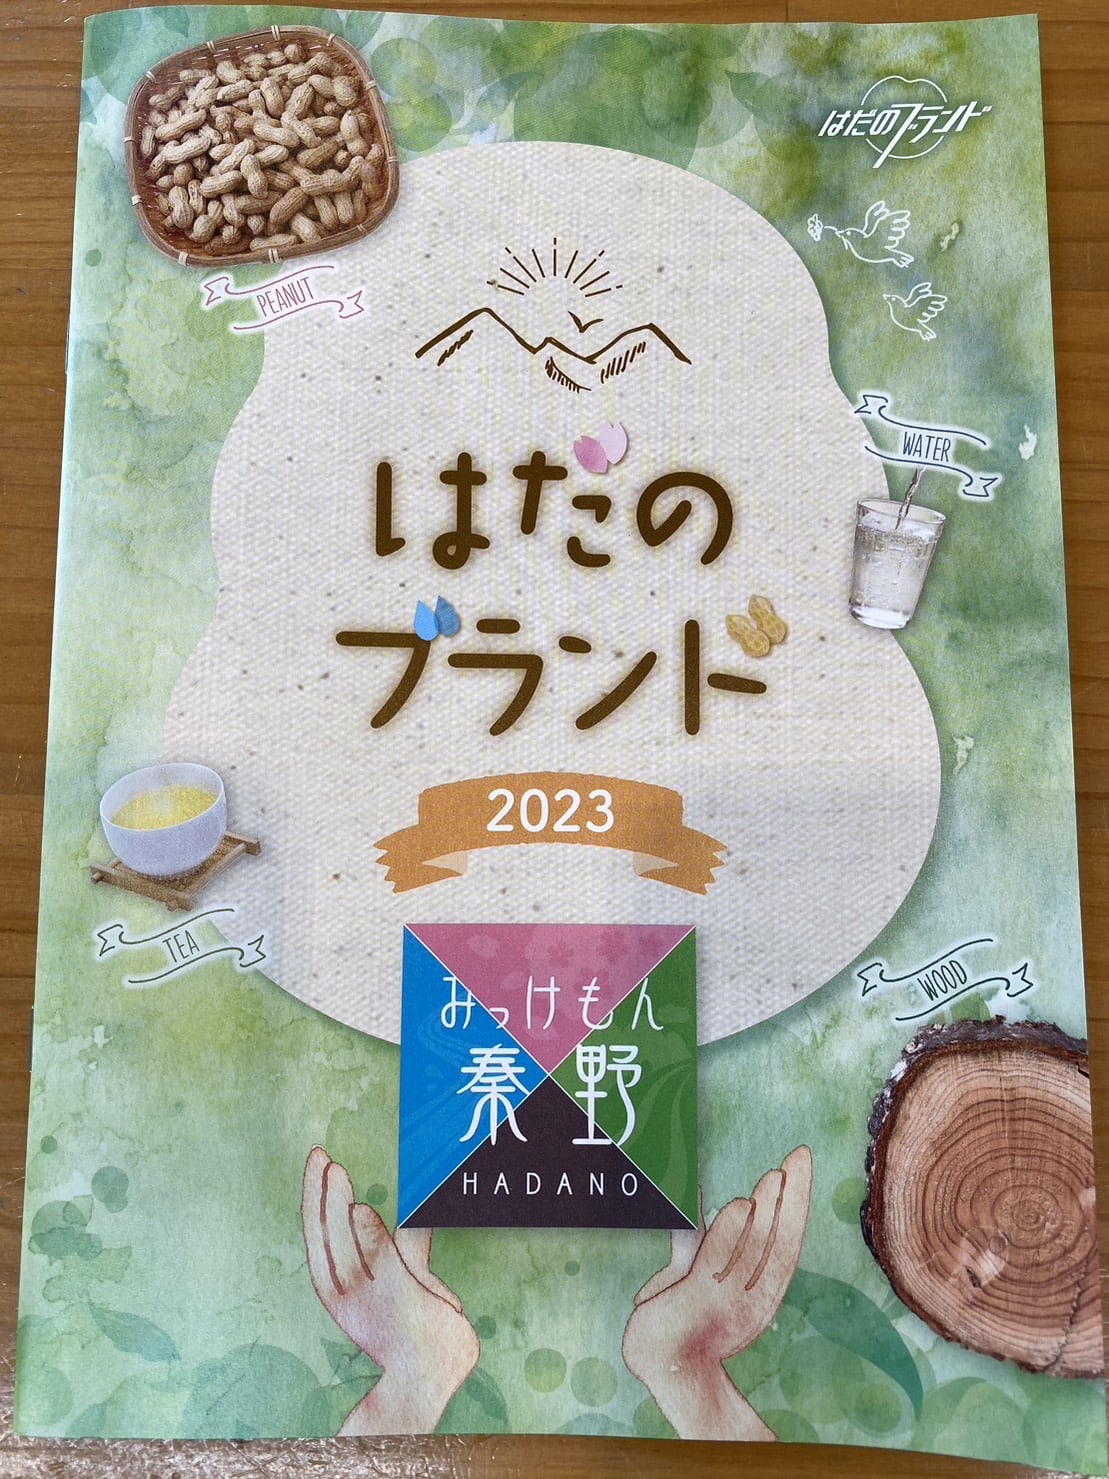 はだのブランド
PEANUT
WATER
はだの
ブランド
2023
TEA
WOOD
みっけもん
秦野
HADANO